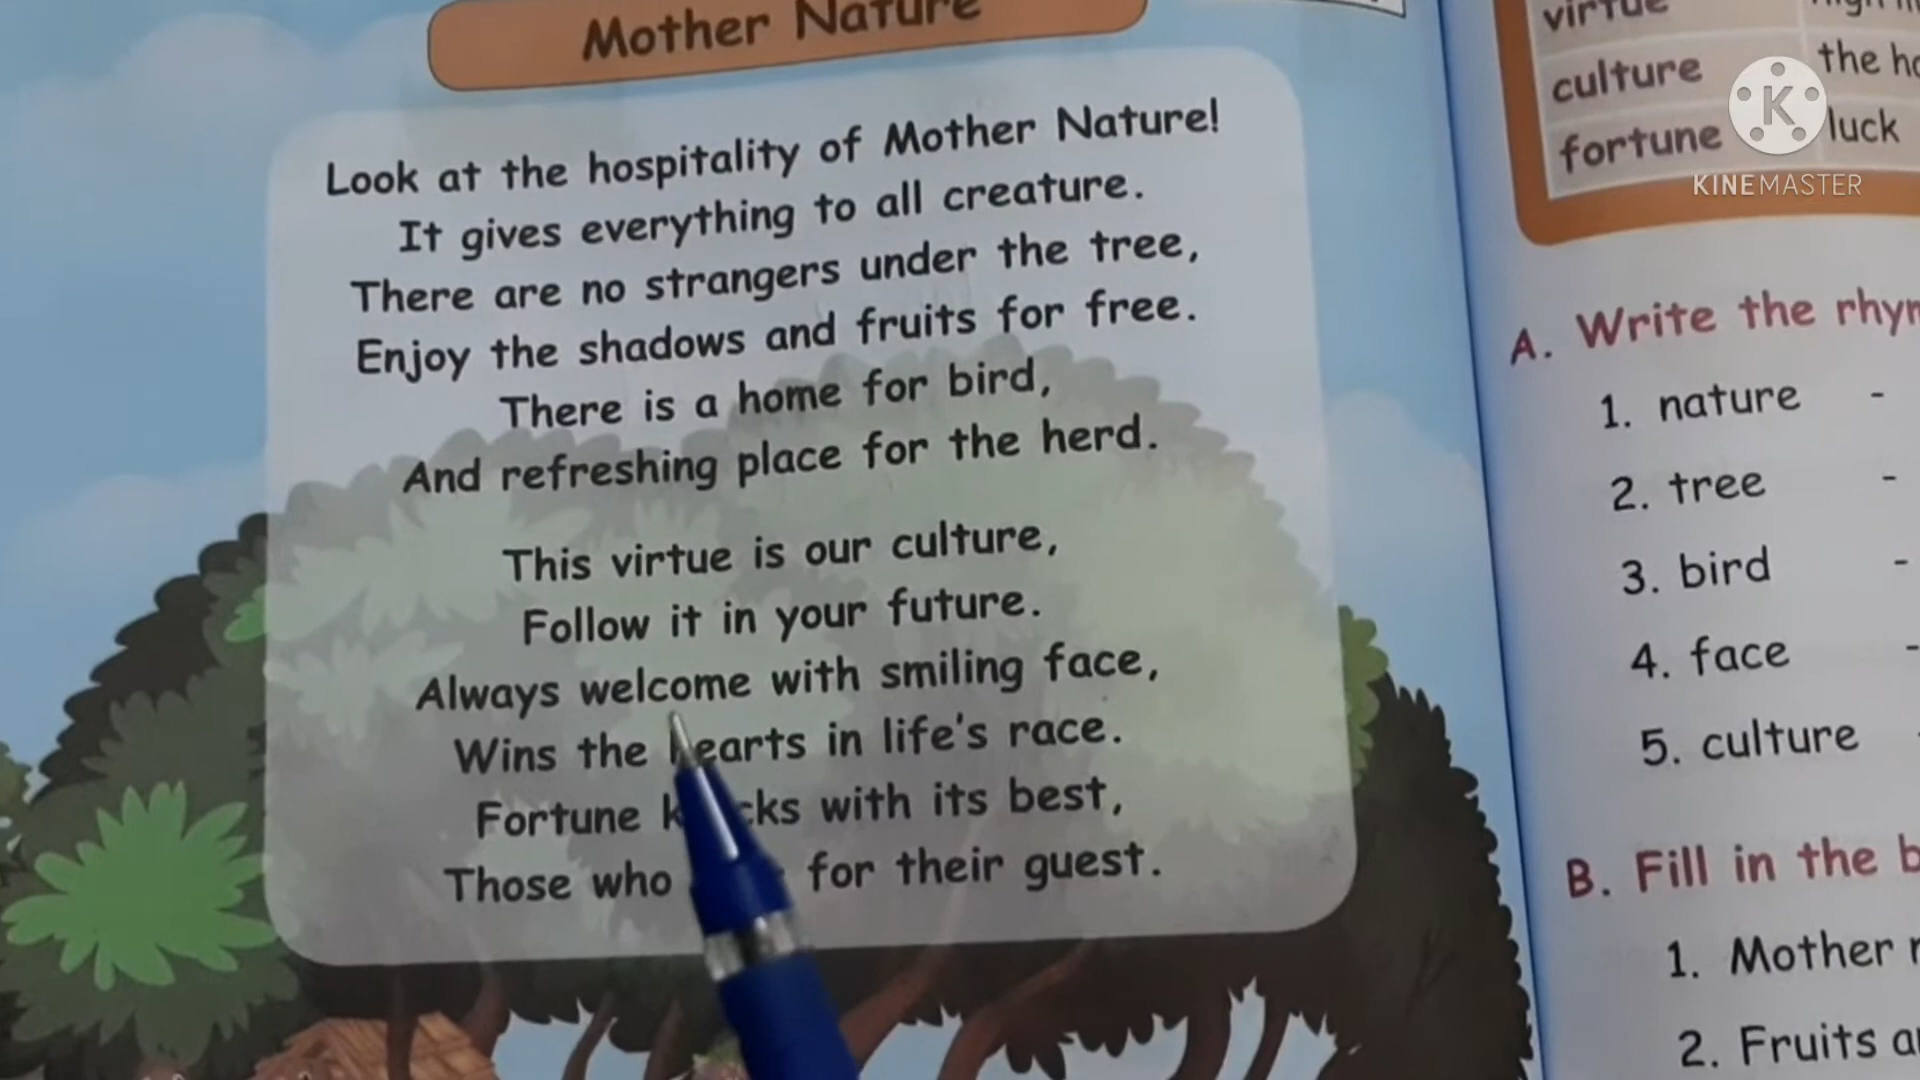 Mother Nature
Look at the hospitality of Mother Nature!
It gives everything to all creature.
There are no strangers under the tree,
Enjoy the shadows and fruits for free.
There is a home for bird,
And refreshing place for the herd.
This virtue is our culture,
Follow it in your future.
Always welcome with smiling face,
Wins the hearts in life's race.
Fortune with its best,
Those who for their guest.
virtue
culture the
fortune luck
K
KINEMASTER
A. Write the
1. nature -
2. tree -
3. bird -
4. face -
5. culture
B. Fill in the
1. Mother
2. Fruits